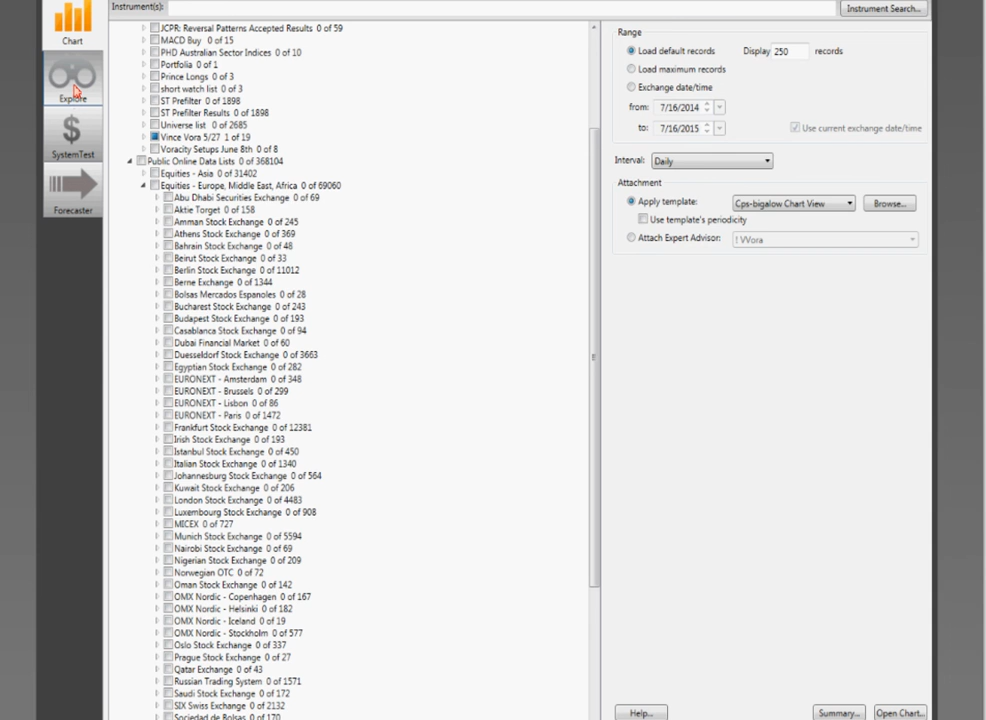 Instrument(s):
Instrument Search...
Chart
Explore
SystemTest
Forecaster
JCPR: Reversal Patterns Accepted Results 0 of 59
MACD Buy 0 of 15
PHD Australian Sector Indices 0 of 10
Portfolia 0 of 1
Prince Longs 0 of 3
short watch list 0 of 3
ST Prefilter 0 of 1898
ST Prefilter Results 0 of 1898
Universe list 0 of 2685
Vince Vora 5/27 1 of 19
Voracity Setups June 8th 0 of 8
Public Online Data Lists 0 of 368104
Equities - Asia 0 of 31402
Equities - Europe, Middle East, Africa 0 of 69060
Abu Dhabi Securities Exchange 0 of 69
Aktie Torget 0 of 158
Amman Stock Exchange 0 of 245
Athens Stock Exchange 0 of 369
Bahrain Stock Exchange 0 of 48
Beirut Stock Exchange 0 of 33
Berlin Stock Exchange 0 of 11012
Berne Exchange 0 of 1344
Bolsas Mercados Espanoles 0 of 28
Bucharest Stock Exchange 0 of 243
Budapest Stock Exchange 0 of 193
Casablanca Stock Exchange 0 of 94
Dubai Financial Market 0 of 60
Duesseldorf Stock Exchange 0 of 3663
Egyptian Stock Exchange 0 of 282
EURONEXT - Amsterdam 0 of 348
EURONEXT - Brussels 0 of 299
EURONEXT - Lisbon 0 of 86
EURONEXT - Paris 0 of 1472
Frankfurt Stock Exchange 0 of 12381
Irish Stock Exchange 0 of 193
Istanbul Stock Exchange 0 of 450
Italian Stock Exchange 0 of 1340
Johannesburg Stock Exchange 0 of 564
Kuwait Stock Exchange 0 of 206
London Stock Exchange 0 of 4483
Luxembourg Stock Exchange 0 of 908
MICEX 0 of 727
Munich Stock Exchange 0 of 5594
Nairobi Stock Exchange 0 of 69
Nigerian Stock Exchange 0 of 209
Norwegian OTC 0 of 72
Oman Stock Exchange 0 of 142
OMX Nordic - Copenhagen 0 of 167
OMX Nordic - Helsinki 0 of 182
OMX Nordic - Iceland 0 of 19
OMX Nordic - Stockholm 0 of 577
Oslo Stock Exchange 0 of 337
Prague Stock Exchange 0 of 27
Qatar Exchange 0 of 43
Russian Trading System 0 of 1571
Saudi Stock Exchange 0 of 172
SIX Swiss Exchange 0 of 2132
Sociedad de Bolsas 0 of 170
Range
Load default records Display 250 records
Load maximum records
Exchange date/time
from: 7/16/2014
to: 7/16/2015 Use current exchange date/time
Interval: Daily
Attachment
Apply template: Cps-bigalow Chart View Browse...
Use template's periodicity
Attach Expert Advisor: ! VVora
Help... Summary... Open Chart...